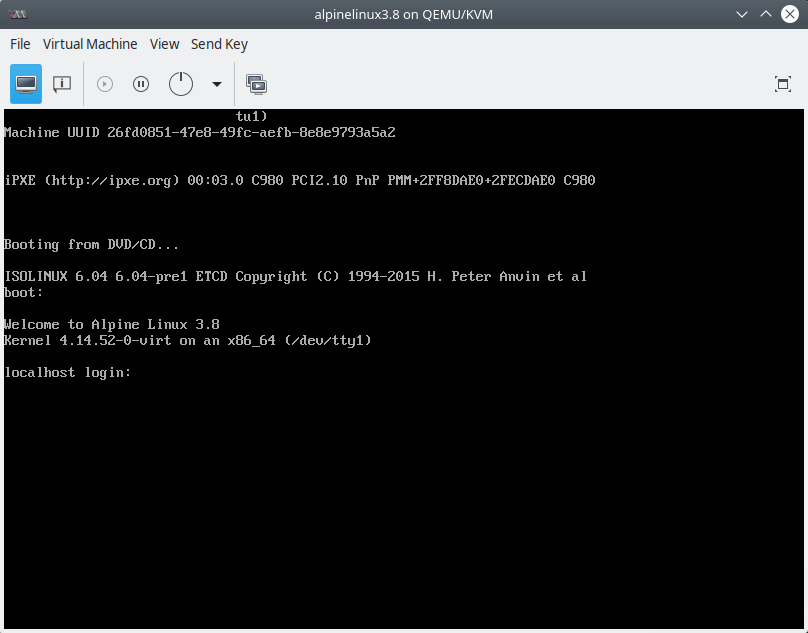 alpinelinux3.8 on QEMU/KVM
File Virtual Machine View Send Key
tu1)
Machine UUID 26fd0851-47e8-49fc-aefb-8e8e9793a5a2
iPXE (http://ipxe.org) 00:03.0 C980 PCI2.10 PnP PMM+2FF8DAE0+2FECDAE0 C980
Booting from DVD/CD...
ISOLINUX 6.04 6.04-pre1 ETCD Copyright (C) 1994-2015 H. Peter Anvin et al
boot:
Welcome to Alpine Linux 3.8
Kernel 4.14.52-0-virt on an x86_64 (/dev/tty1)
localhost login: